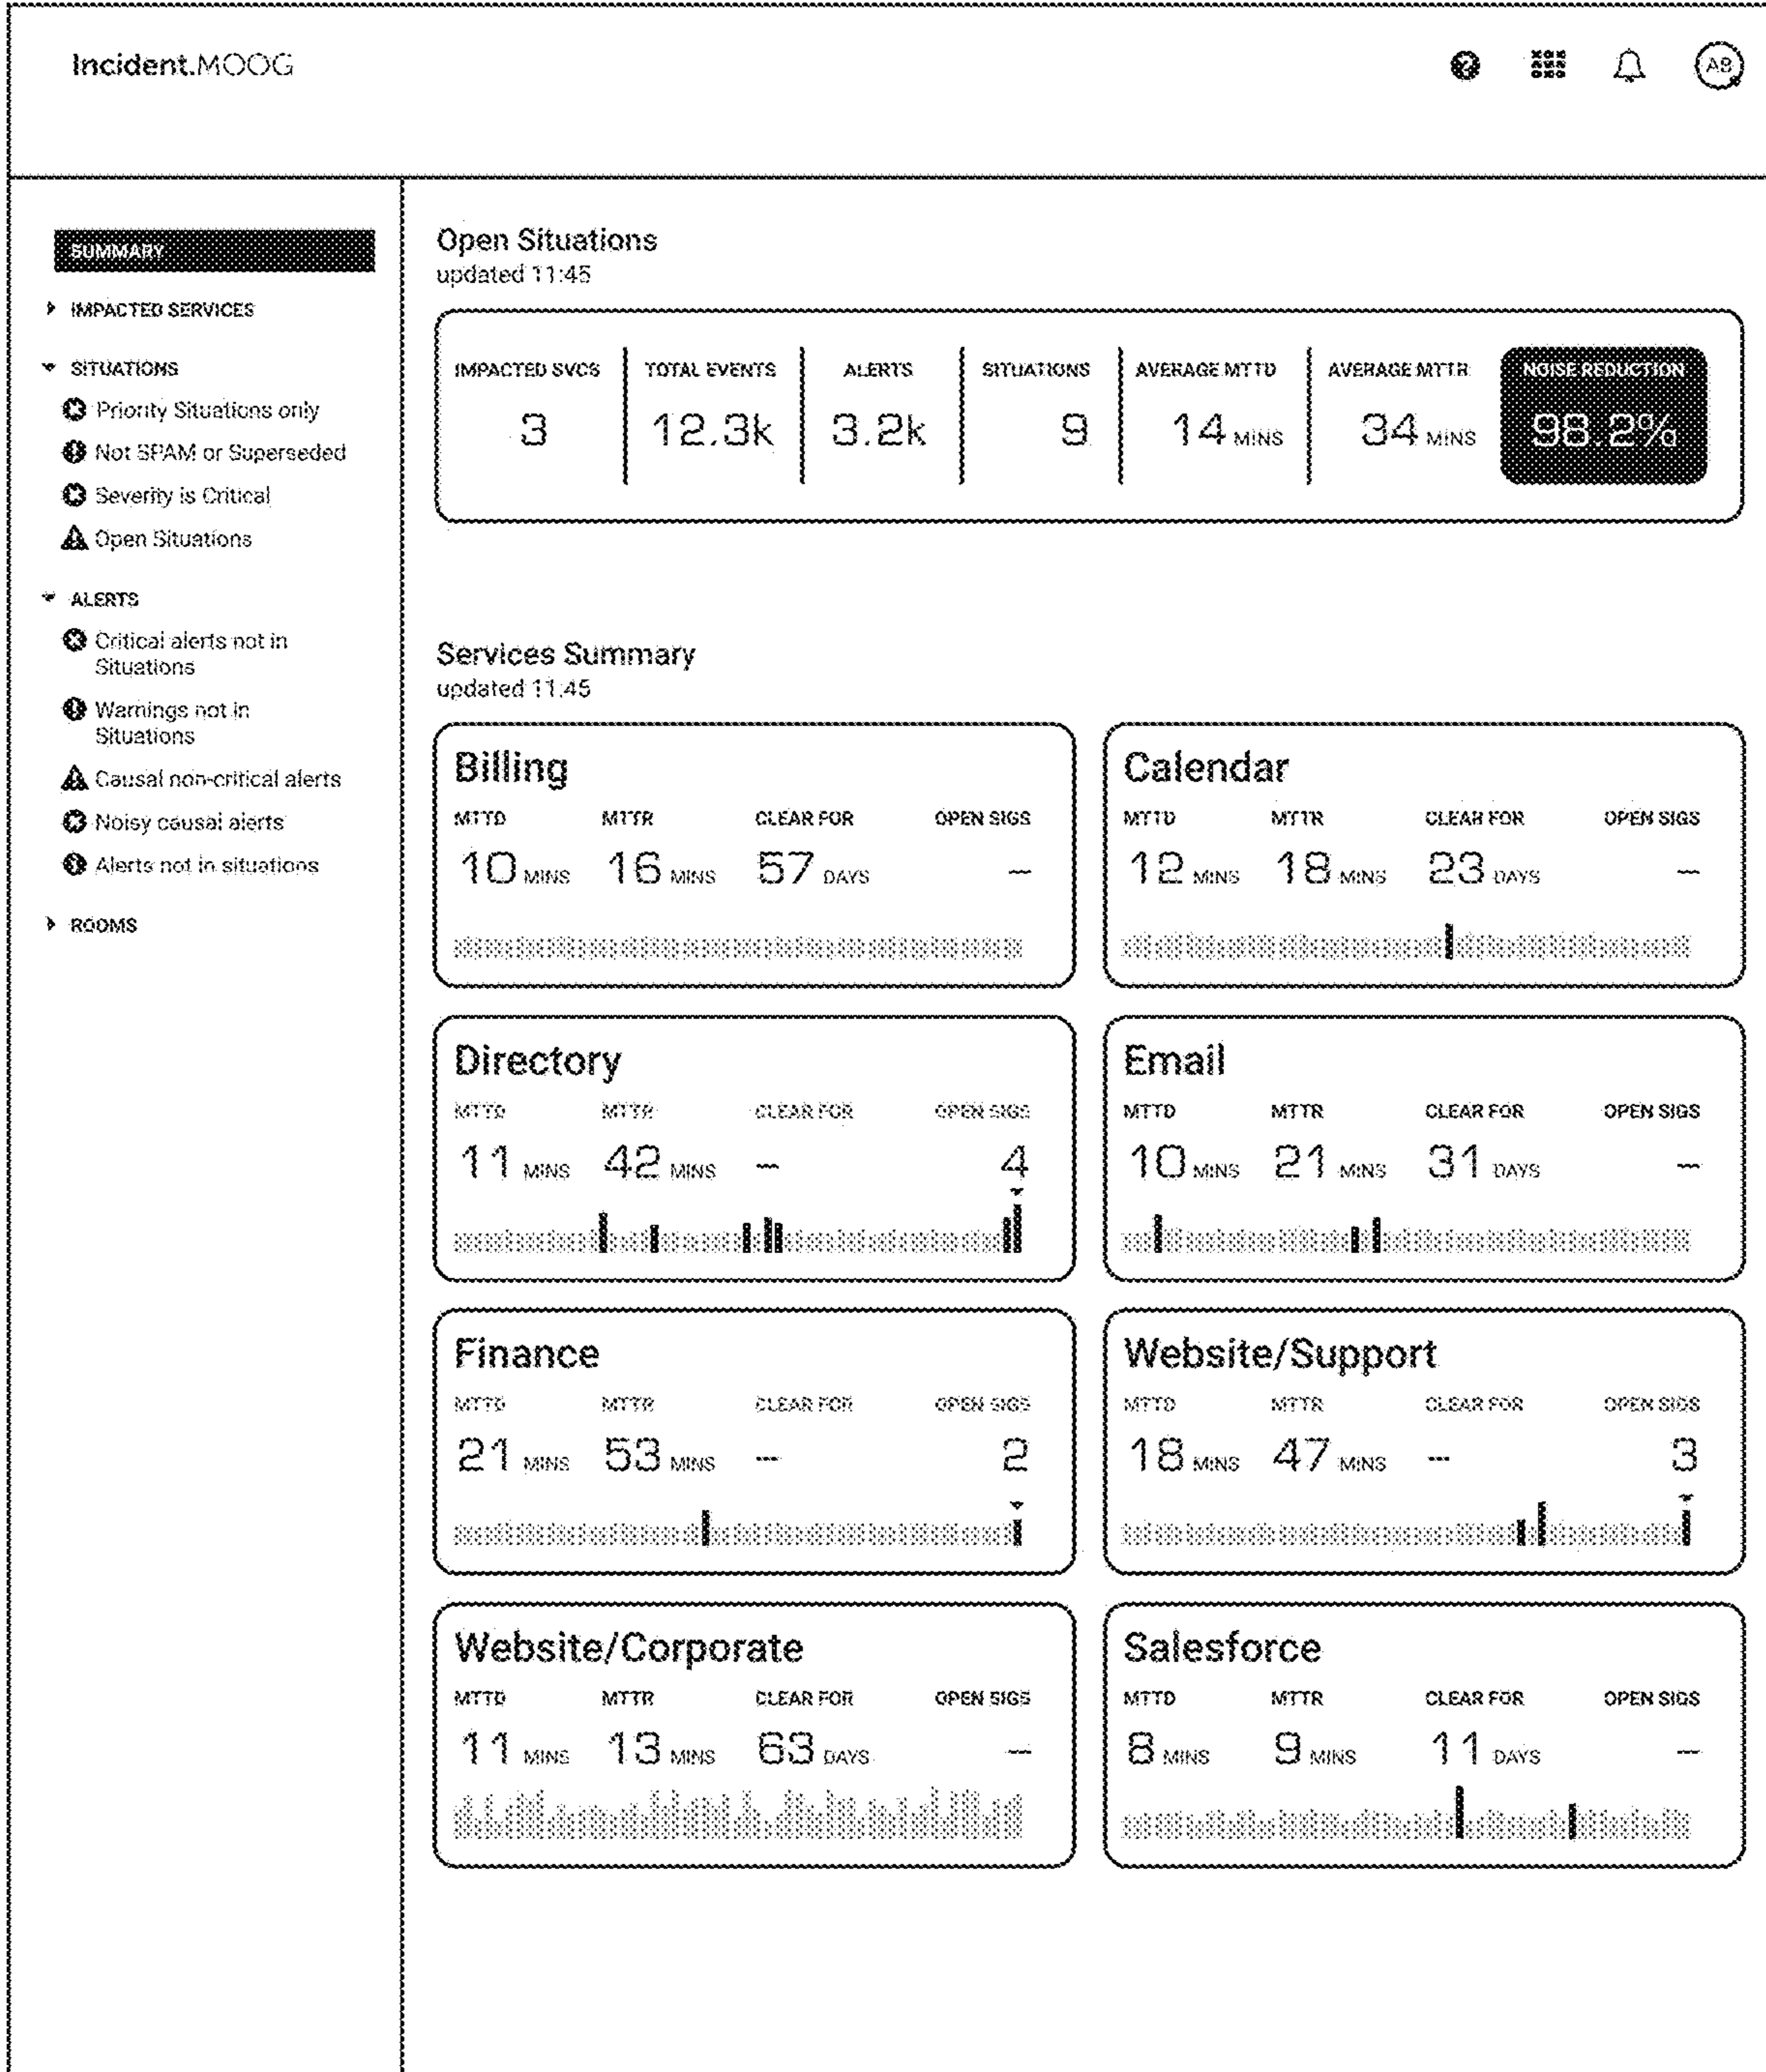 Incident.MOOG
AB
SUMMARY
IMPACTED SERVICES
SITUATIONS
Priority Situations only
Not SPAM or Superseded
Severity is Critical
Open Situations
ALERTS
Critical alerts not in
Situations
Warnings not in
Situations
Causal non-critical alerts
Noisy causal alerts
Alerts not in situations
ROOMS
Open Situations
updated 11:45
IMPACTED SVCS TOTAL EVENTS ALERTS SITUATIONS AVERAGE MTTD AVERAGE MTTR NOISE REDUCTION
3 12.3k 3.2k 9 14 MINS 34 MINS 98.2%
Services Summary
updated 11:45
Billing
MTTD MTTR CLEAR FOR OPEN SIGS
10 MINS 16 MINS 57 DAYS –
Calendar
MTTD MTTR CLEAR FOR OPEN SIGS
12 MINS 18 MINS 23 DAYS –
Directory
MTTD MTTR CLEAR FOR OPEN SIGS
11 MINS 42 MINS – 4
Email
MTTD MTTR CLEAR FOR OPEN SIGS
10 MINS 21 MINS 31 DAYS –
Finance
MTTD MTTR CLEAR FOR OPEN SIGS
21 MINS 53 MINS – 2
Website/Support
MTTD MTTR CLEAR FOR OPEN SIGS
18 MINS 47 MINS – 3
Website/Corporate
MTTD MTTR CLEAR FOR OPEN SIGS
11 MINS 13 MINS 63 DAYS –
Salesforce
MTTD MTTR CLEAR FOR OPEN SIGS
8 MINS 9 MINS 11 DAYS –